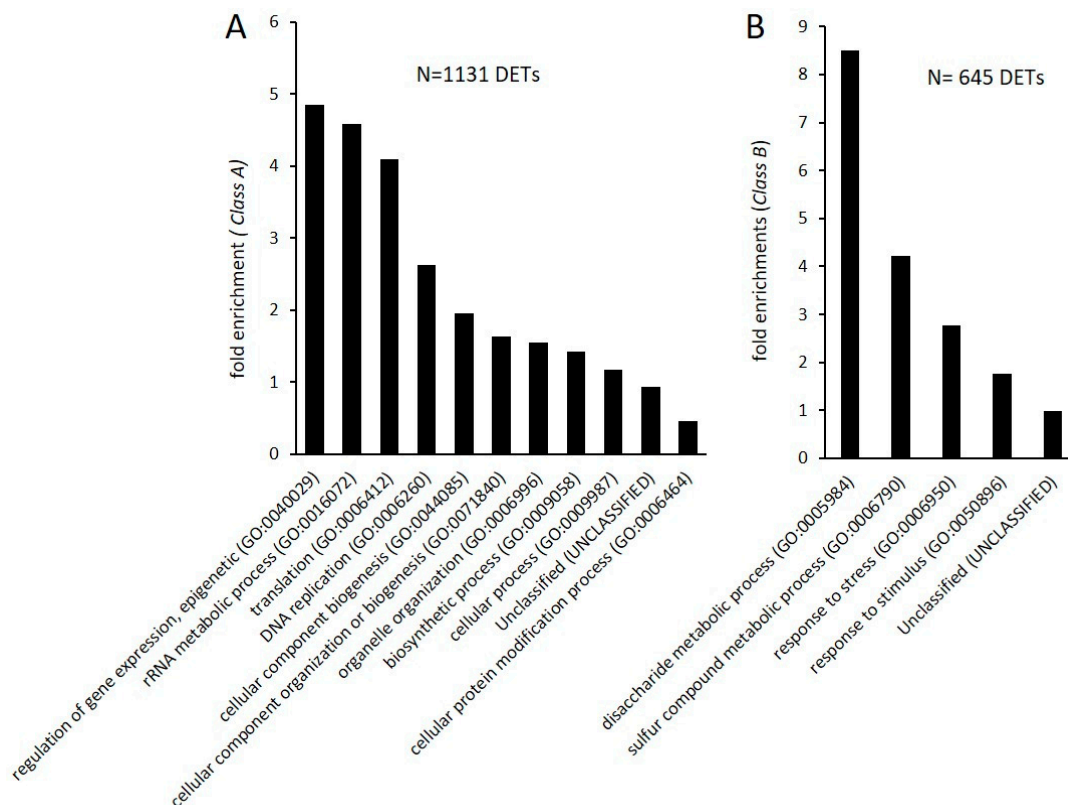 A
N=1131 DETs
fold enrichment ( Class A)
6
5
4
3
2
1
0
regulation of gene expression, epigenetic (GO:0040029)
rRNA metabolic process (GO:0016072)
translation (GO:0006412)
DNA replication (GO:0006260)
cellular component biogenesis (GO:0044085)
cellular component organization or biogenesis (GO:0071840)
organelle organization (GO:0006996)
biosynthetic process (GO:0009058)
cellular process (GO:0009987)
Unclassified (UNCLASSIFIED)
cellular protein modification process (GO:0006464)
B
N= 645 DETs
fold enrichments (Class B)
9
8
7
6
5
4
3
2
1
0
disaccharide metabolic process (GO:0005984)
sulfur compound metabolic process (GO:0006790)
response to stress (GO:0006950)
response to stimulus (GO:0050896)
Unclassified (UNCLASSIFIED)